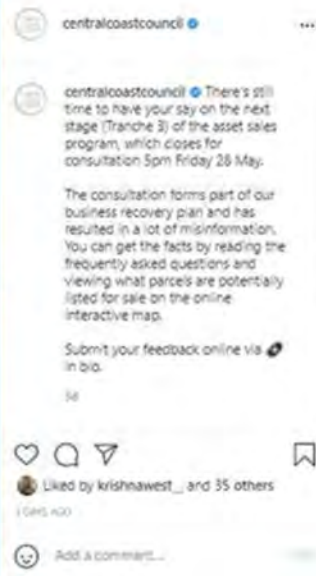 centralcoastcouncil
centralcoastcouncil There's still
time to have your say on the next
stage (Tranche 3) of the asset sales
program, which closes for
consultation 5pm Friday 28 May.
The consultation forms part of our
business recovery plan and has
resulted in a lot of misinformation.
You can get the facts by reading the
frequently asked questions and
viewing what parcels are potentially
listed for sale on the online
interactive map.
Submit your feedback online via 🔗
in bio.
Liked by krishnawest_ and 35 others
DAYS AGO
Add a comment...